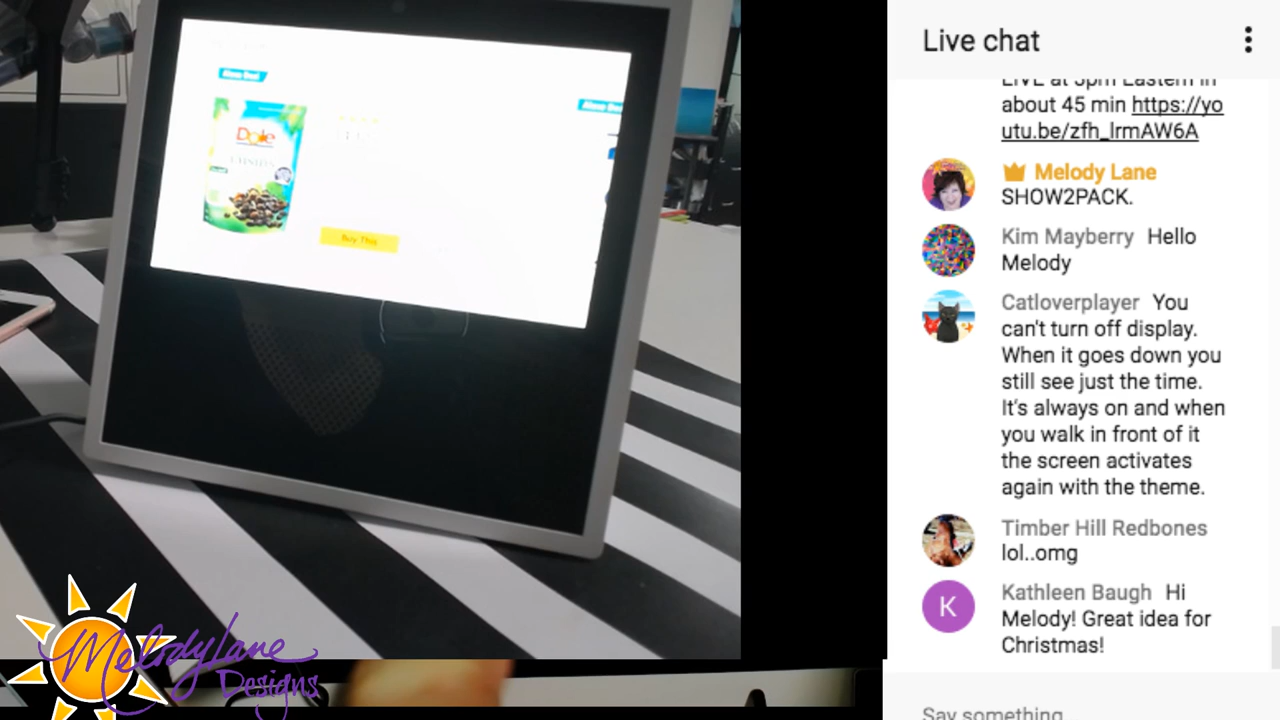 Live chat
LIVE at 5pm Eastern in
about 45 min https://yo
utu.be/zfh_lrmAW6A
Melody Lane
SHOW2PACK.
Kim Mayberry Hello
Melody
Catloverplayer You
can't turn off display.
When it goes down you
still see just the time.
It's always on and when
you walk in front of it
the screen activates
again with the theme.
Timber Hill Redbones
lol..omg
K
Kathleen Baugh Hi
Melody! Great idea for
Christmas!
Say something
Dole
Buy This
MelodyLane
Designs